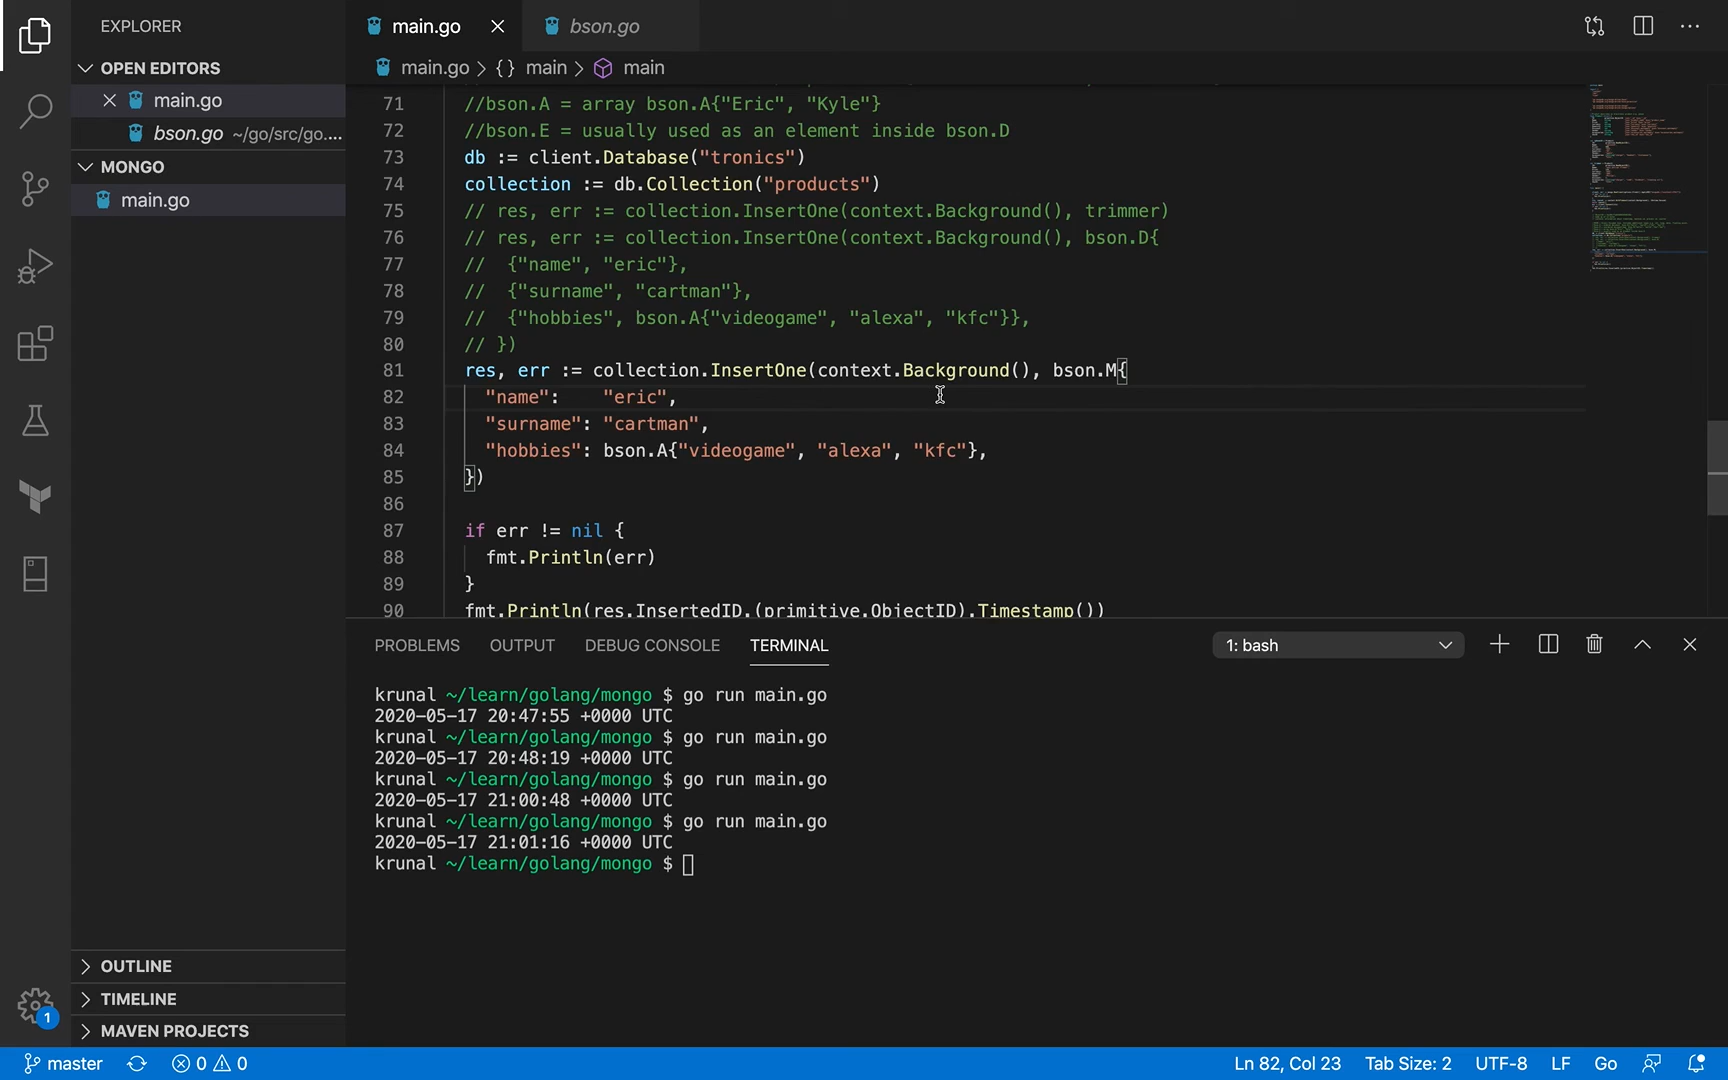 EXPLORER
OPEN EDITORS
main.go
bson.go ~/go/src/go....
MONGO
main.go
OUTLINE
TIMELINE
MAVEN PROJECTS
1
main.go
bson.go
main.go > {} main > main
71 //bson.A = array bson.A{"Eric", "Kyle"}
72 //bson.E = usually used as an element inside bson.D
73 db := client.Database("tronics")
74 collection := db.Collection("products")
75 // res, err := collection.InsertOne(context.Background(), trimmer)
76 // res, err := collection.InsertOne(context.Background(), bson.D{
77 //  {"name", "eric"},
78 //  {"surname", "cartman"},
79 //  {"hobbies", bson.A{"videogame", "alexa", "kfc"}},
80 // })
81 res, err := collection.InsertOne(context.Background(), bson.M{
82   "name":    "eric",
83   "surname": "cartman",
84   "hobbies": bson.A{"videogame", "alexa", "kfc"},
85 })
86
87 if err != nil {
88   fmt.Println(err)
89 }
90 fmt.Println(res.InsertedID.(primitive.ObjectID).Timestamp())
PROBLEMS OUTPUT DEBUG CONSOLE TERMINAL 1: bash
krunal ~/learn/golang/mongo $ go run main.go
2020-05-17 20:47:55 +0000 UTC
krunal ~/learn/golang/mongo $ go run main.go
2020-05-17 20:48:19 +0000 UTC
krunal ~/learn/golang/mongo $ go run main.go
2020-05-17 21:00:48 +0000 UTC
krunal ~/learn/golang/mongo $ go run main.go
2020-05-17 21:01:16 +0000 UTC
krunal ~/learn/golang/mongo $
master 0 0 Ln 82, Col 23 Tab Size: 2 UTF-8 LF Go